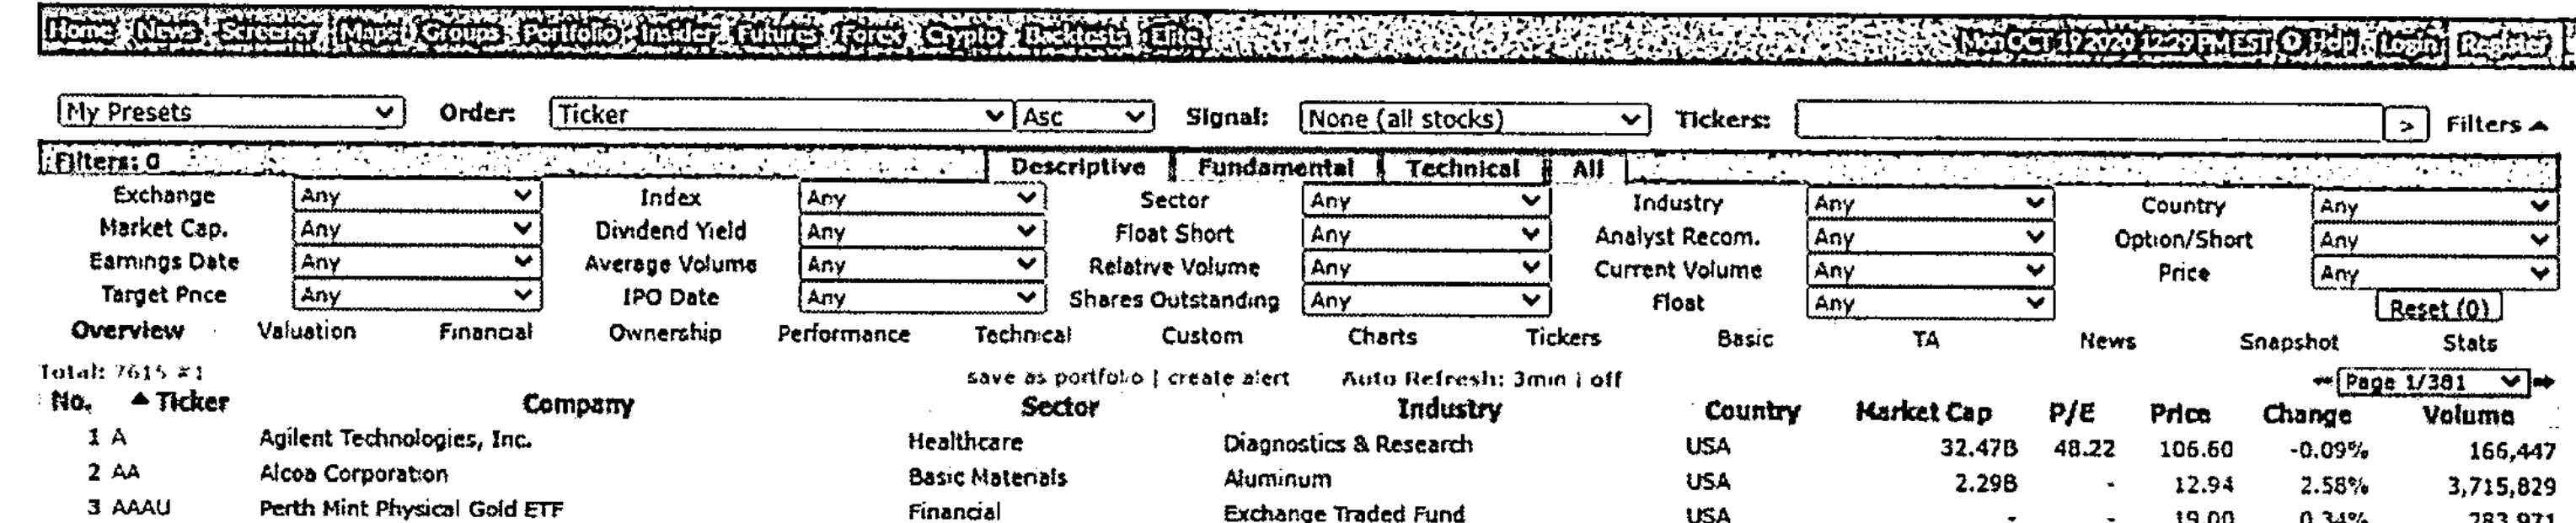 Home News Screener Maps Groups Portfolio Insider Futures Forex Crypto Backtests Elite Mon OCT 19 2020 12:29 PM EST Help Login Register
My Presets Order: Ticker Asc Signal: None (all stocks) Tickers: > Filters ▲
Filters: 0 Descriptive Fundamental Technical All
Exchange Any Index Any Sector Any Industry Any Country Any
Market Cap. Any Dividend Yield Any Float Short Any Analyst Recom. Any Option/Short Any
Earnings Date Any Average Volume Any Relative Volume Any Current Volume Any Price Any
Target Price Any IPO Date Any Shares Outstanding Any Float Any Reset (0)
Overview Valuation Financial Ownership Performance Technical Custom Charts Tickers Basic TA News Snapshot Stats
Total: 7615 #1 save as portfolio | create alert Auto Refresh: 3min | off Page 1/381
No. ▲ Ticker Company Sector Industry Country Market Cap P/E Price Change Volume
1 A Agilent Technologies, Inc. Healthcare Diagnostics & Research USA 32.47B 48.22 106.60 -0.09% 166,447
2 AA Alcoa Corporation Basic Materials Aluminum USA 2.29B - 12.94 2.58% 3,715,829
3 AAAU Perth Mint Physical Gold ETF Financial Exchange Traded Fund USA - - 19.00 0.34% 283,971